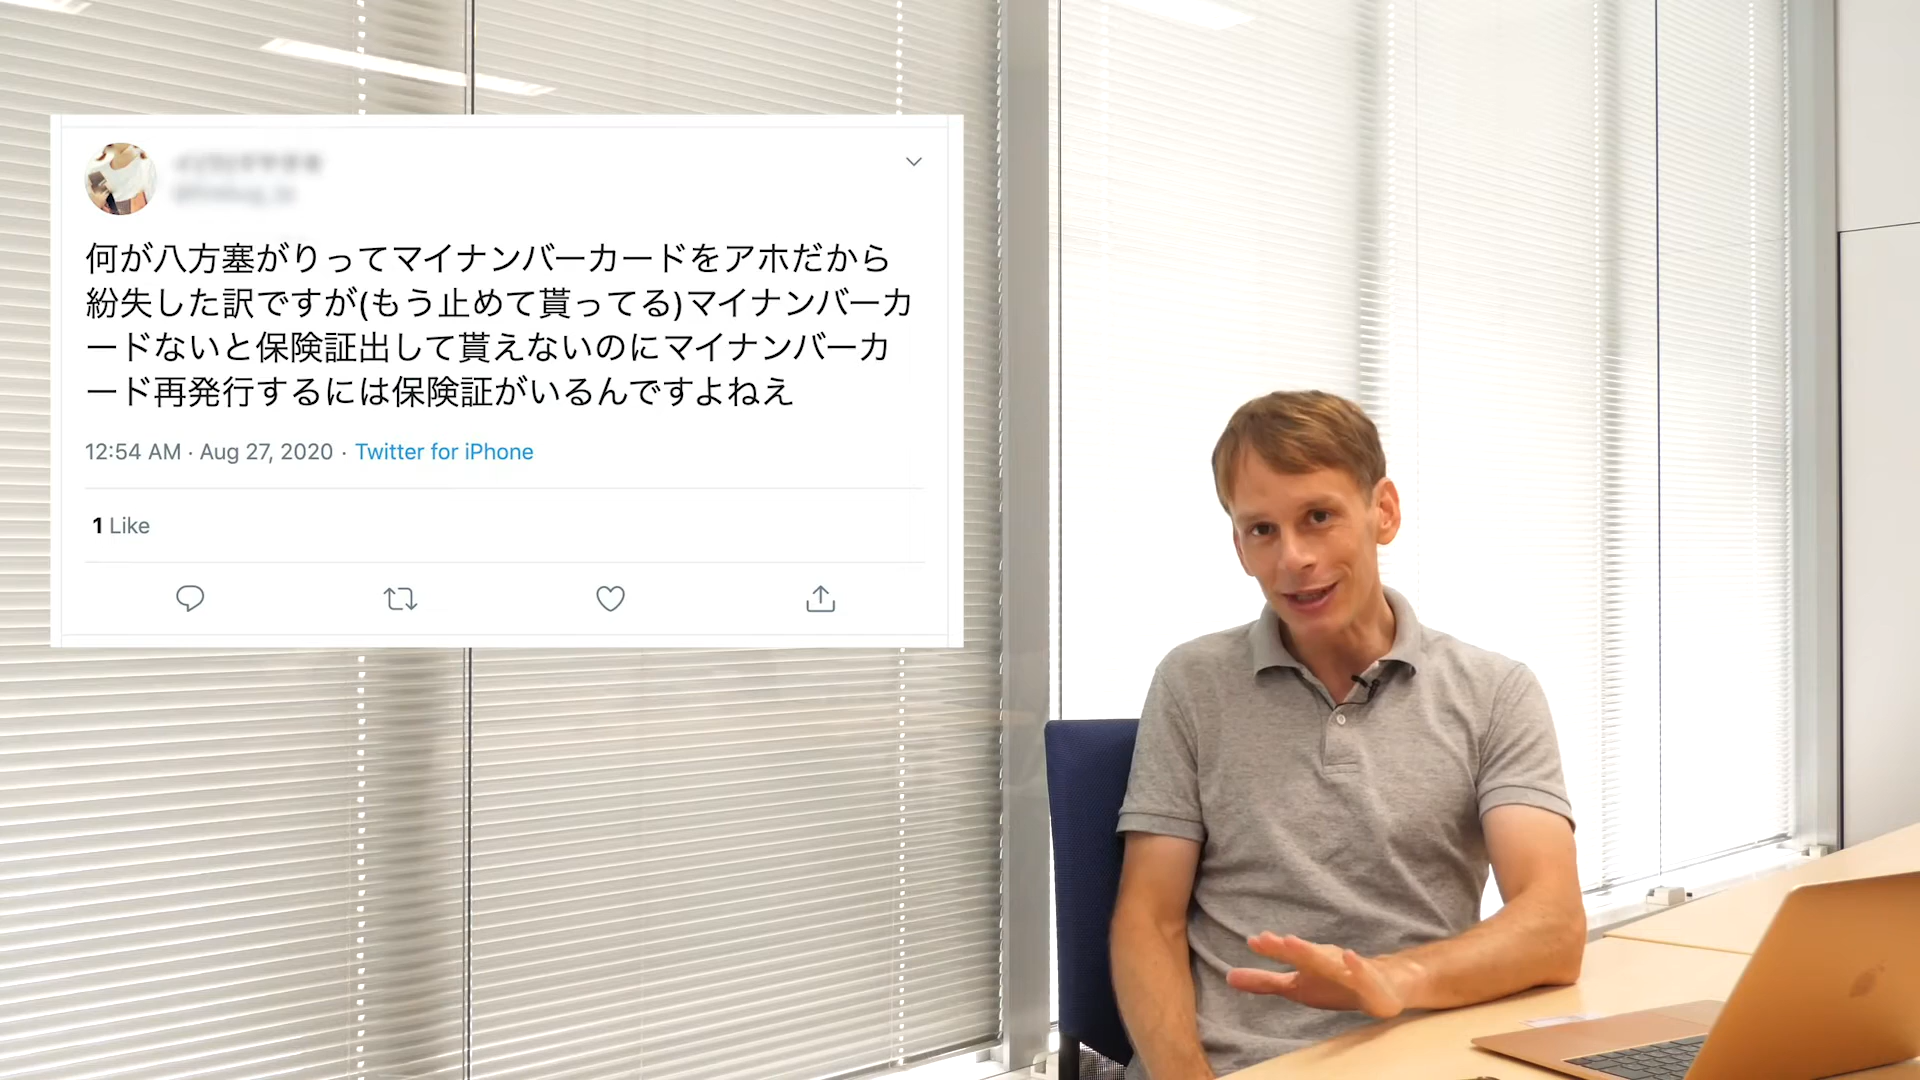 何が八方塞がりってマイナンバーカードをアホだから
紛失した訳ですが(もう止めて貰ってる)マイナンバーカ
ードないと保険証出して貰えないのにマイナンバーカ
ード再発行するには保険証がいるんですよねえ
12:54 AM · Aug 27, 2020 · Twitter for iPhone
1 Like